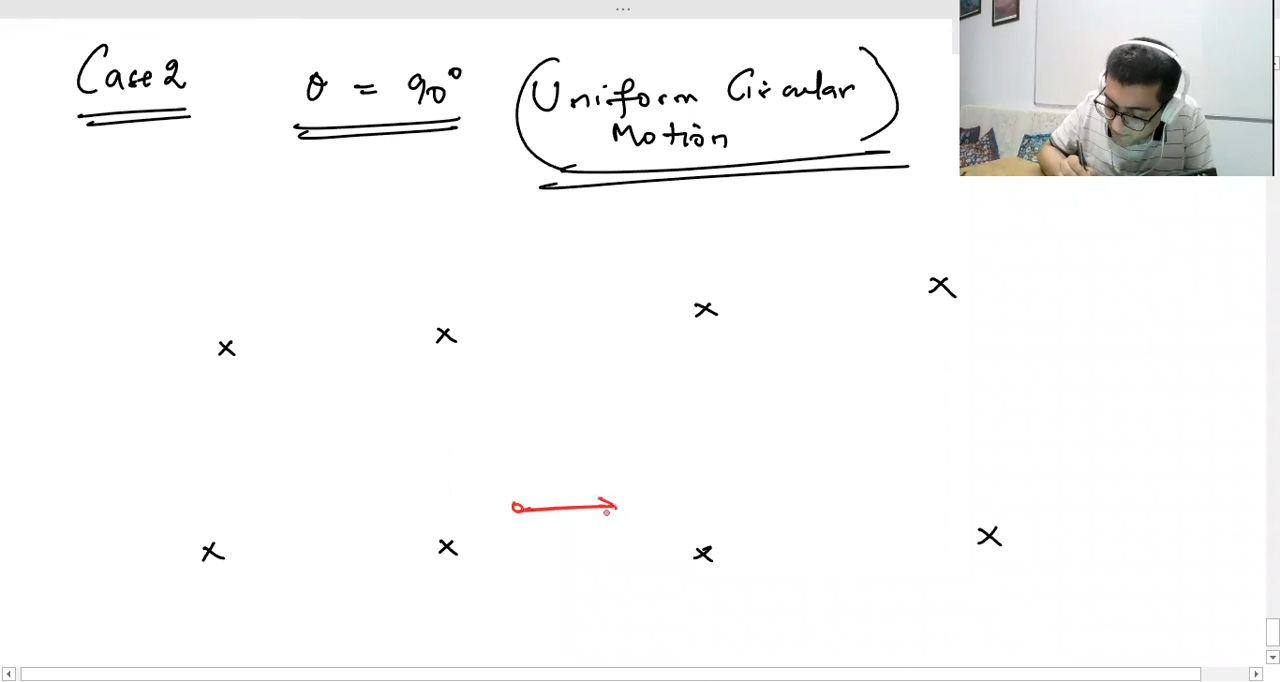 Case 2
θ = 90°
(Uniform Circular
Motion)
x x x x
x x x x